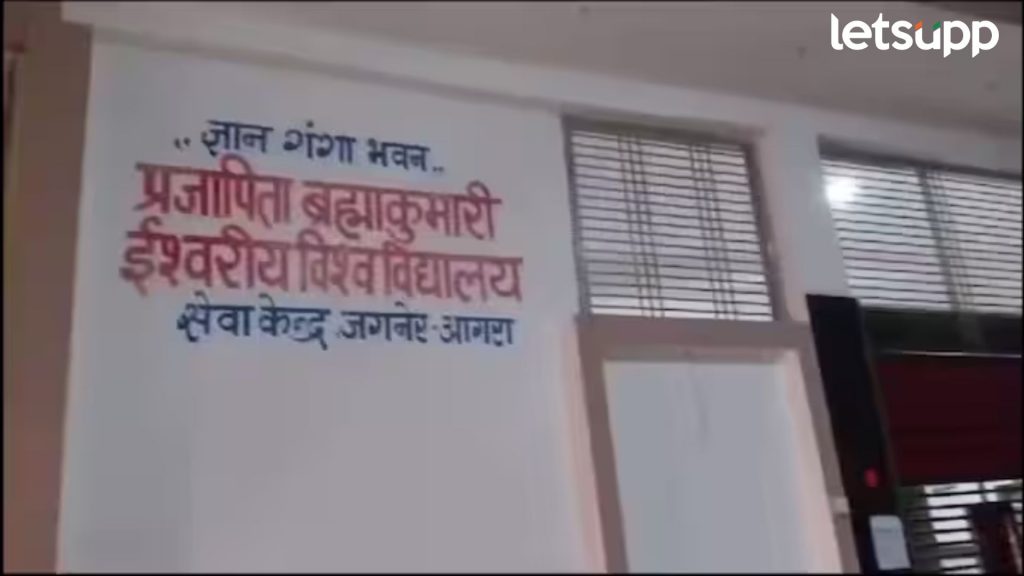 letsupp
..ज्ञान गंगा भवन..
प्रजापिता ब्रह्माकुमारी
ईश्वरीय विश्व विद्यालय
सेवा केन्द्र जगनेर-आगरा